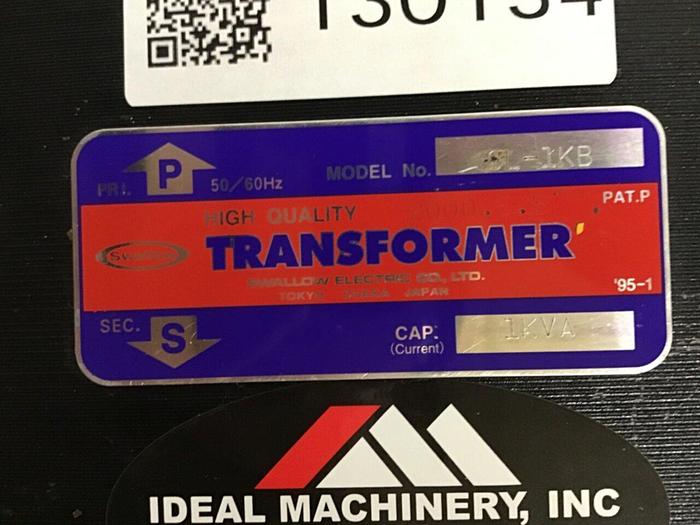 PRI. P 50/60Hz MODEL No. L-1KB
HIGH QUALITY PAT.P
Swallow TRANSFORMER
SWALLOW ELECTRIC CO., LTD.
TOKYO OSAKA JAPAN '95-1
SEC. S CAP. 1KVA
(Current)
IDEAL MACHINERY, INC